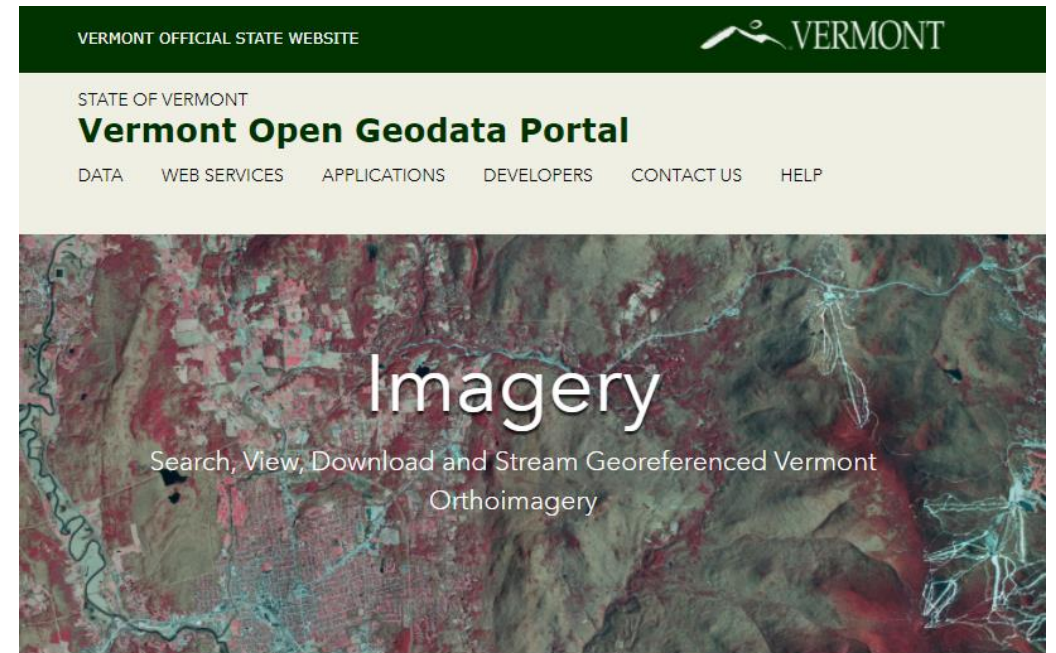 VERMONT OFFICIAL STATE WEBSITE
VERMONT
STATE OF VERMONT
Vermont Open Geodata Portal
DATA WEB SERVICES APPLICATIONS DEVELOPERS CONTACT US HELP
Imagery
Search, View, Download and Stream Georeferenced Vermont
Orthoimagery